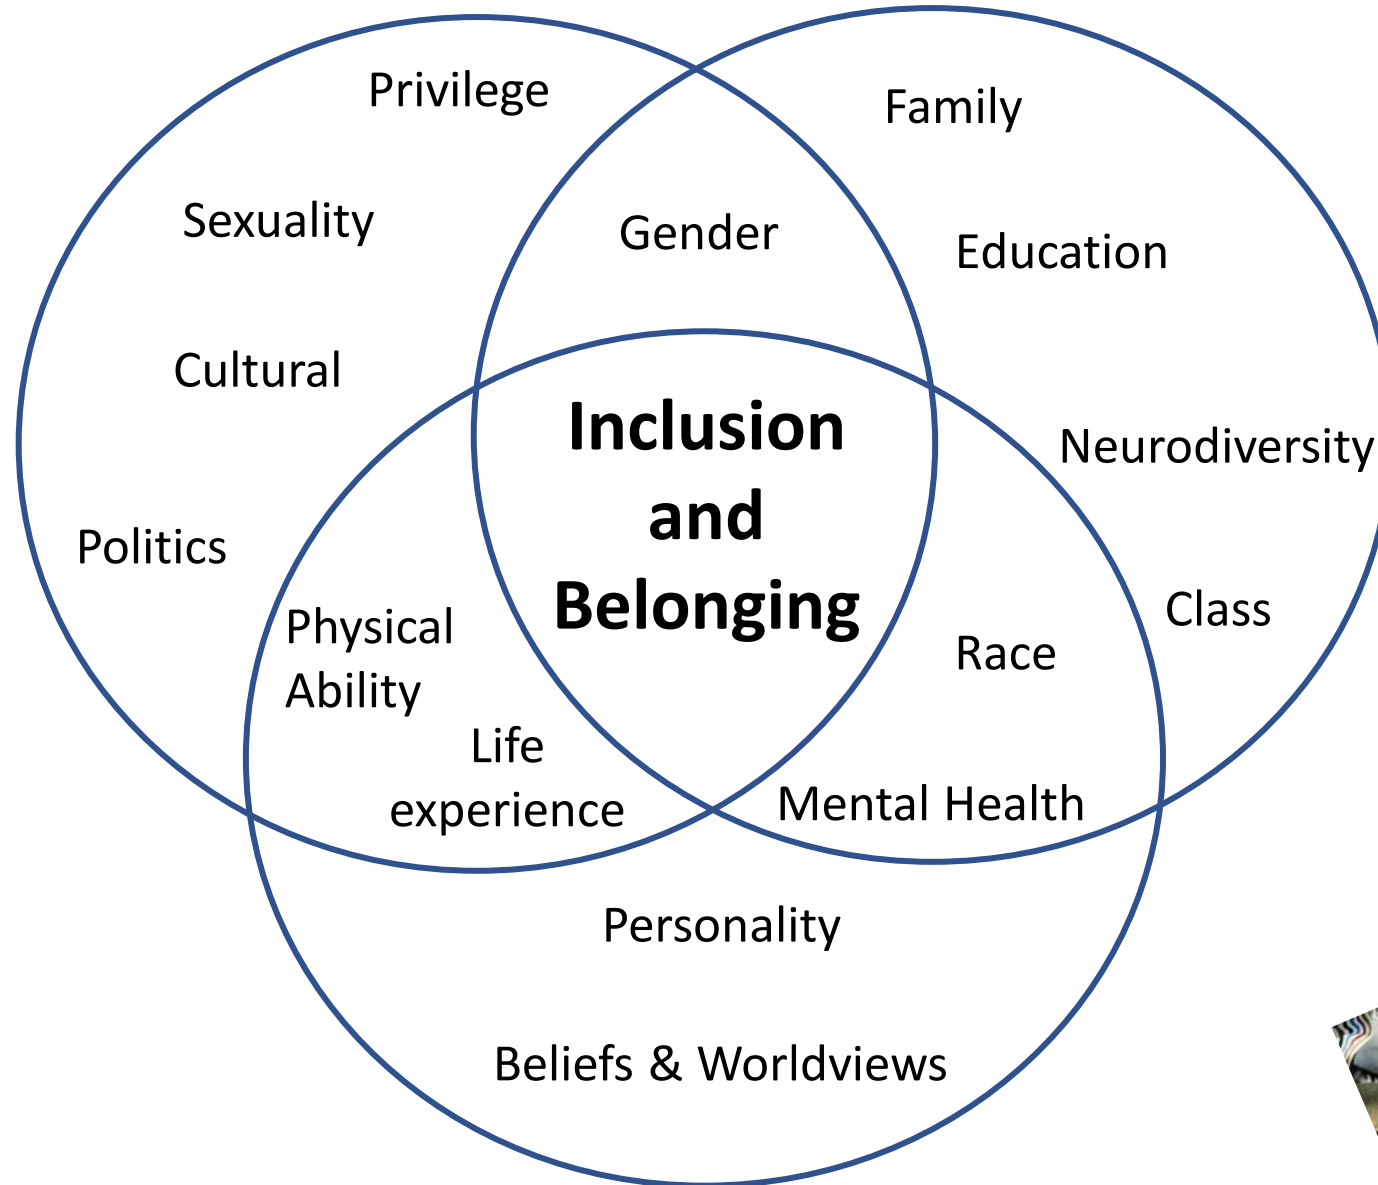 Privilege
Family
Sexuality
Gender
Education
Cultural
Inclusion
and
Belonging
Neurodiversity
Politics
Physical
Ability
Class
Race
Life
experience
Mental Health
Personality
Beliefs & Worldviews